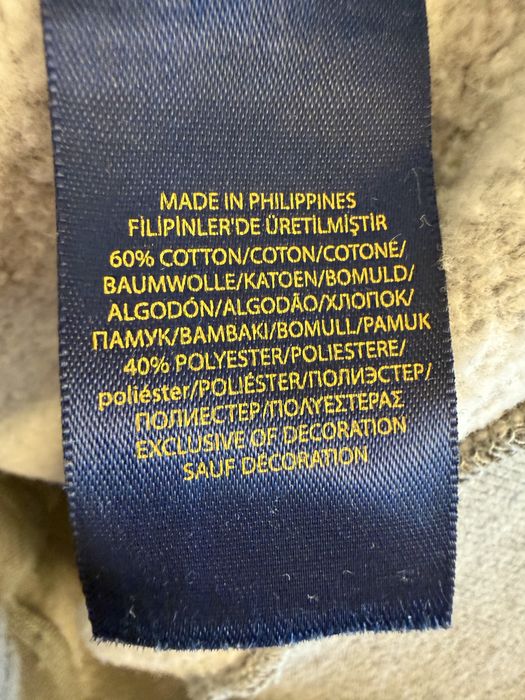 MADE IN PHILIPPINES
FİLİPİNLER'DE ÜRETİLMİŞTİR
60% COTTON/COTON/COTONE/
BAUMWOLLE/KATOEN/BOMULD/
ALGODÓN/ALGODÃO/ХЛОПОК/
ПАМУК/BAMBAKI/BOMULL/PAMUK
40% POLYESTER/POLIESTERE/
poliéster/POLIÉSTER/ПОЛИЭСТЕР/
ПОЛИЕСТЕР/ΠΟΛΥΕΣΤΕΡΑΣ
EXCLUSIVE OF DECORATION
SAUF DÉCORATION